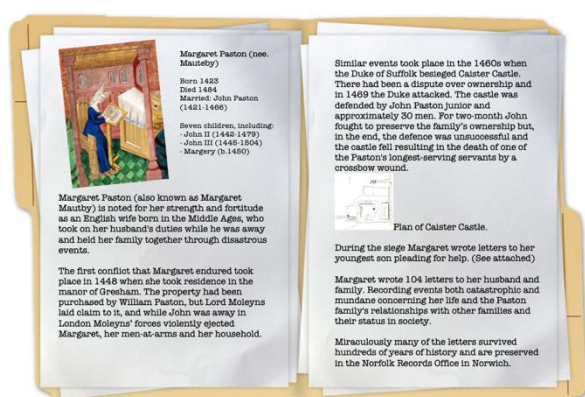 Margaret Paston (nee.
Mauteby)
Born 1423
Died 1484
Married: John Paston
(1421-1466)
Seven children, including:
- John II (1442-1479)
- John III (1445-1504)
- Margery (b.1450)
Margaret Paston (also known as Margaret
Mautby) is noted for her strength and fortitude
as an English wife born in the Middle Ages, who
took on her husband's duties while he was away
and held her family together through disastrous
events.
The first conflict that Margaret endured took
place in 1448 when she took residence in the
manor of Gresham. The property had been
purchased by William Paston, but Lord Moleyns
laid claim to it, and while John was away in
London Moleyns' forces violently ejected
Margaret, her men-at-arms and her household.
Similar events took place in the 1460s when
the Duke of Suffolk besieged Caister Castle.
There had been a dispute over ownership and
in 1469 the Duke attacked. The castle was
defended by John Paston junior and
approximately 30 men. For two-month John
fought to preserve the family's ownership but,
in the end, the defence was unsuccessful and
the castle fell resulting in the death of one of
the Paston's longest-serving servants by a
crossbow wound.
Plan of Caister Castle.
During the siege Margaret wrote letters to her
youngest son pleading for help. (See attached)
Margaret wrote 104 letters to her husband and
family. Recording events both catastrophic and
mundane concerning her life and the Paston
family's relationships with other families and
their status in society.
Miraculously many of the letters survived
hundreds of years of history and are preserved
in the Norfolk Records Office in Norwich.